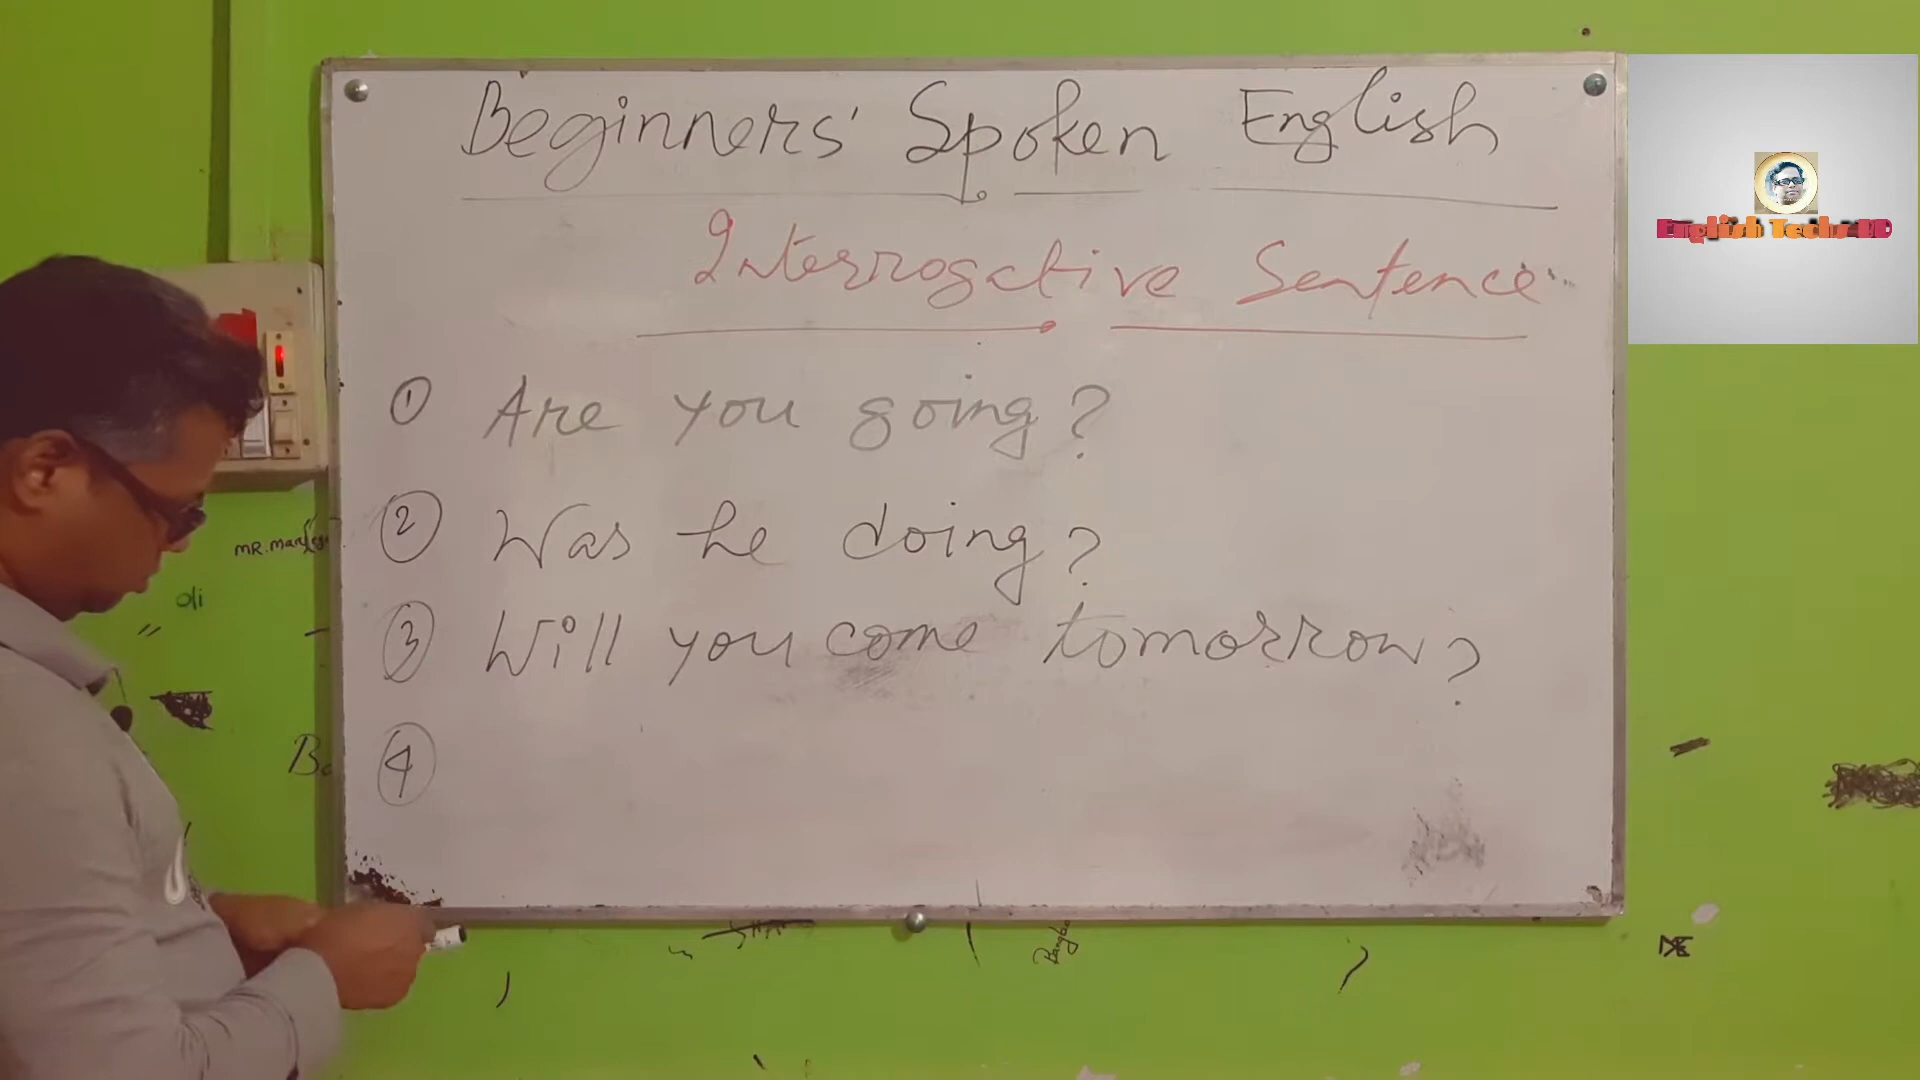 Beginners' Spoken English
Interrogative Sentence
English Techs BD
① Are you going?
② Was he doing?
③ Will you come tomorrow?
④
oli